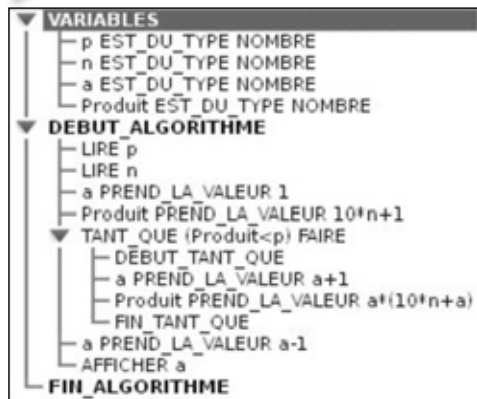 VARIABLES
p EST_DU_TYPE NOMBRE
n EST_DU_TYPE NOMBRE
a EST_DU_TYPE NOMBRE
Produit EST_DU_TYPE NOMBRE
DEBUT_ALGORITHME
LIRE p
LIRE n
a PREND_LA_VALEUR 1
Produit PREND_LA_VALEUR 10*n+1
TANT_QUE (Produit<p) FAIRE
DEBUT_TANT_QUE
a PREND_LA_VALEUR a+1
Produit PREND_LA_VALEUR a*(10*n+a)
FIN_TANT_QUE
a PREND_LA_VALEUR a-1
AFFICHER a
FIN_ALGORITHME